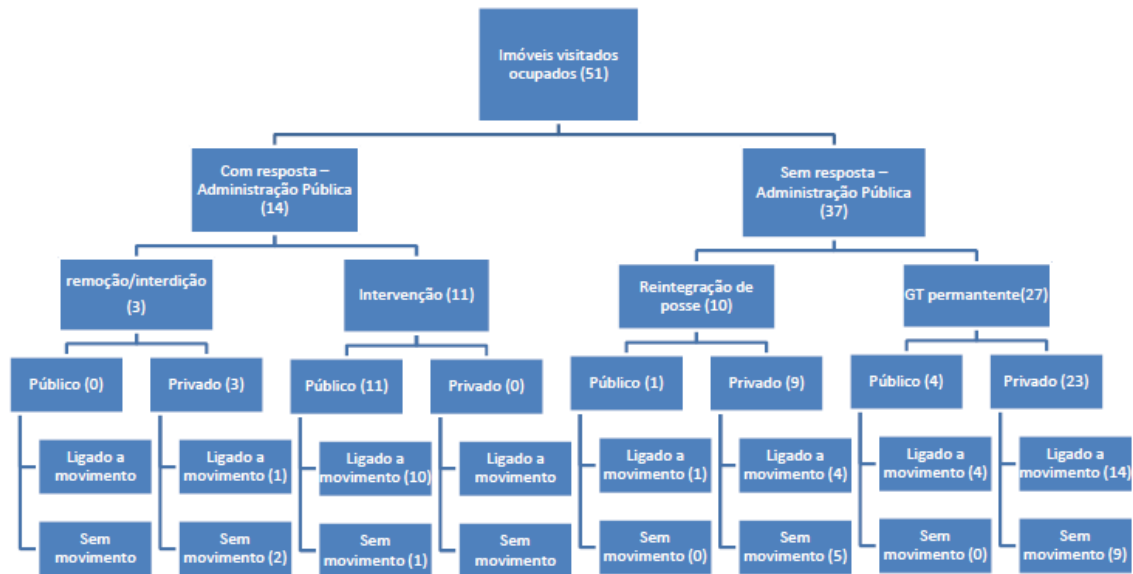 Imóveis visitados
ocupados (51)
Com resposta –
Administração Pública
(14)
Sem resposta –
Administração Pública
(37)
remoção/interdição
(3)
Intervenção (11)
Reintegração de
posse (10)
GT permantente(27)
Público (0)
Privado (3)
Público (11)
Privado (0)
Público (1)
Privado (9)
Público (4)
Privado (23)
Ligado a
movimento
Ligado a
movimento (1)
Ligado a
movimento (10)
Ligado a
movimento
Ligado a
movimento (1)
Ligado a
movimento (4)
Ligado a
movimento (4)
Ligado a
movimento (14)
Sem
movimento
Sem
movimento (2)
Sem
movimento (1)
Sem
movimento
Sem
movimento (0)
Sem
movimento (5)
Sem
movimento (0)
Sem
movimento (9)